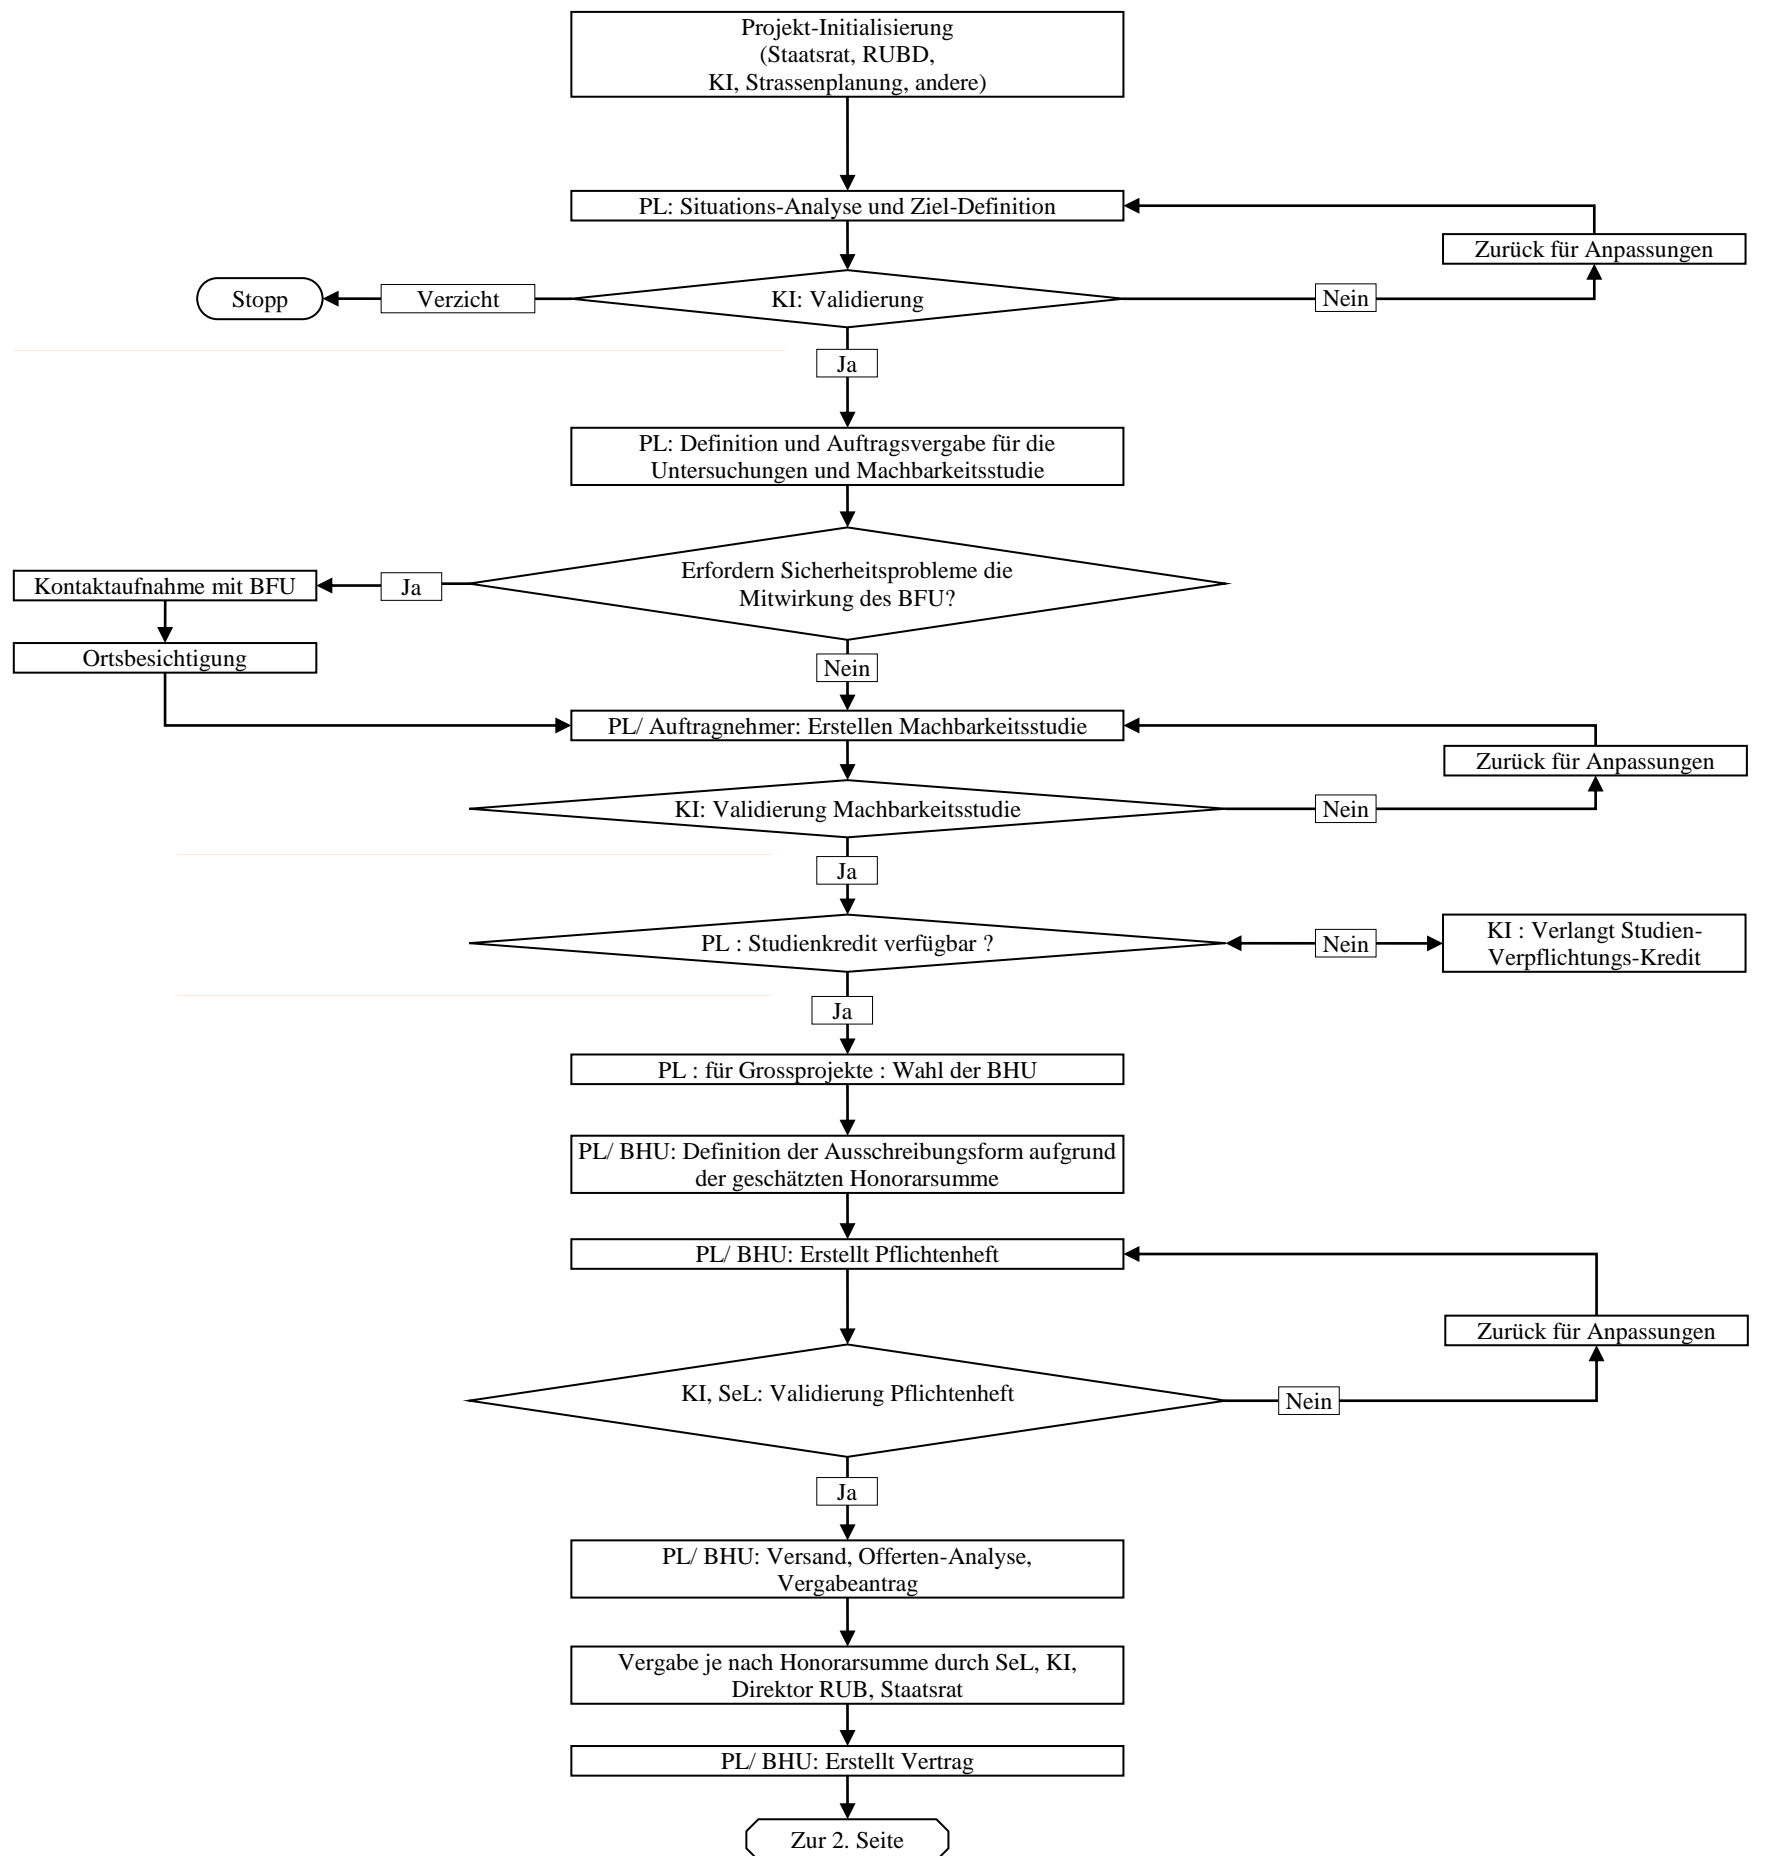 Projekt-Initialisierung
(Staatsrat, RUBD,
KI, Strassenplanung, andere)
PL: Situations-Analyse und Ziel-Definition
Zurück für Anpassungen
Stopp
Verzicht
KI: Validierung
Nein
Ja
PL: Definition und Auftragsvergabe für die
Untersuchungen und Machbarkeitsstudie
Erfordern Sicherheitsprobleme die
Mitwirkung des BFU?
Ja
Kontaktaufnahme mit BFU
Ortsbesichtigung
Nein
PL/ Auftragnehmer: Erstellen Machbarkeitsstudie
Zurück für Anpassungen
KI: Validierung Machbarkeitsstudie
Nein
Ja
PL : Studienkredit verfügbar ?
Nein
KI : Verlangt Studien-
Verpflichtungs-Kredit
Ja
PL : für Grossprojekte : Wahl der BHU
PL/ BHU: Definition der Ausschreibungsform aufgrund
der geschätzten Honorarsumme
PL/ BHU: Erstellt Pflichtenheft
Zurück für Anpassungen
KI, SeL: Validierung Pflichtenheft
Nein
Ja
PL/ BHU: Versand, Offerten-Analyse,
Vergabeantrag
Vergabe je nach Honorarsumme durch SeL, KI,
Direktor RUB, Staatsrat
PL/ BHU: Erstellt Vertrag
Zur 2. Seite